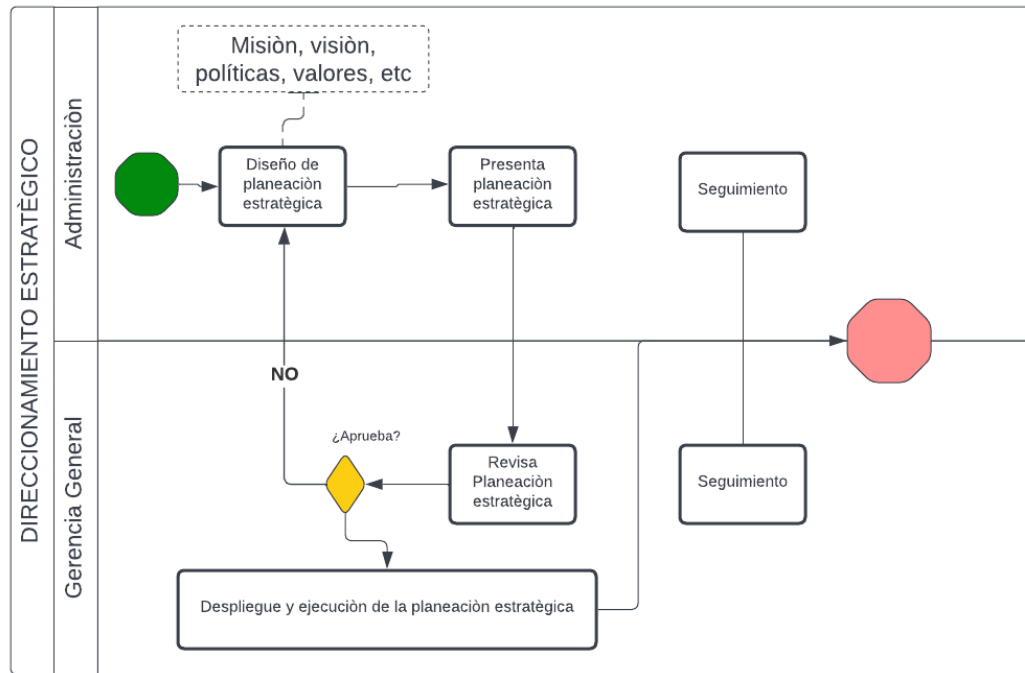 DIRECCIONAMIENTO ESTRATÈGICO
Administraciòn
Misiòn, visiòn,
políticas, valores, etc
Diseño de
planeaciòn
estratègica
Presenta
planeaciòn
estratègica
Seguimiento
Gerencia General
NO
¿Aprueba?
Revisa
Planeaciòn
estratègica
Seguimiento
Despliegue y ejecuciòn de la planeaciòn estratègica